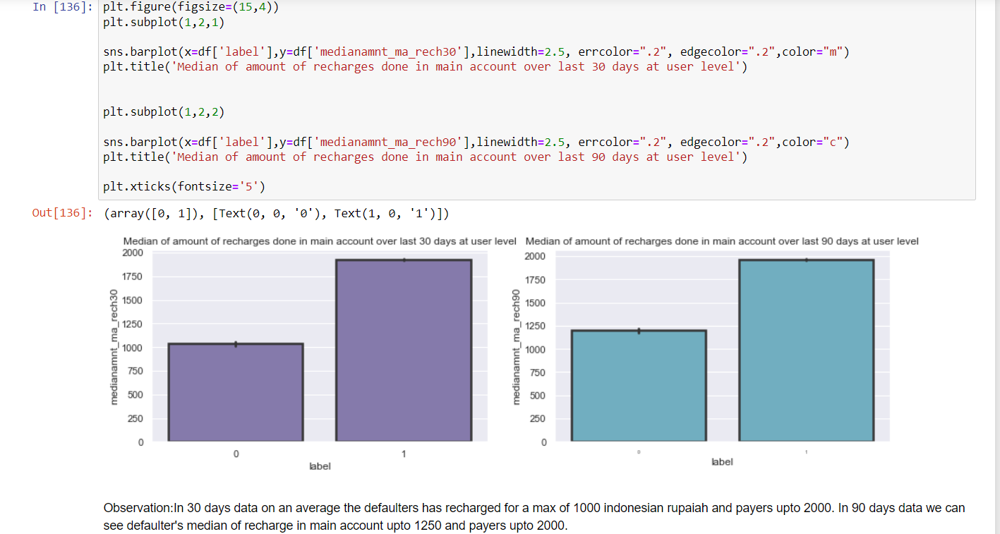 In [136]: plt.figure(figsize=(15,4))
plt.subplot(1,2,1)
sns.barplot(x=df['label'],y=df['medianamnt_ma_rech30'],linewidth=2.5, errcolor=".2", edgecolor=".2",color="m")
plt.title('Median of amount of recharges done in main account over last 30 days at user level')
plt.subplot(1,2,2)
sns.barplot(x=df['label'],y=df['medianamnt_ma_rech90'],linewidth=2.5, errcolor=".2", edgecolor=".2",color="c")
plt.title('Median of amount of recharges done in main account over last 90 days at user level')
plt.xticks(fontsize='5')
Out[136]: (array([0, 1]), [Text(0, 0, '0'), Text(1, 0, '1')])
Median of amount of recharges done in main account over last 30 days at user level
2000
1750
1500
1250
1000
750
500
250
0
medianamnt_ma_rech30
0 1
label
Median of amount of recharges done in main account over last 90 days at user level
2000
1750
1500
1250
1000
750
500
250
0
medianamnt_ma_rech90
0 1
label
Observation:In 30 days data on an average the defaulters has recharged for a max of 1000 indonesian rupaiah and payers upto 2000. In 90 days data we can
see defaulter's median of recharge in main account upto 1250 and payers upto 2000.